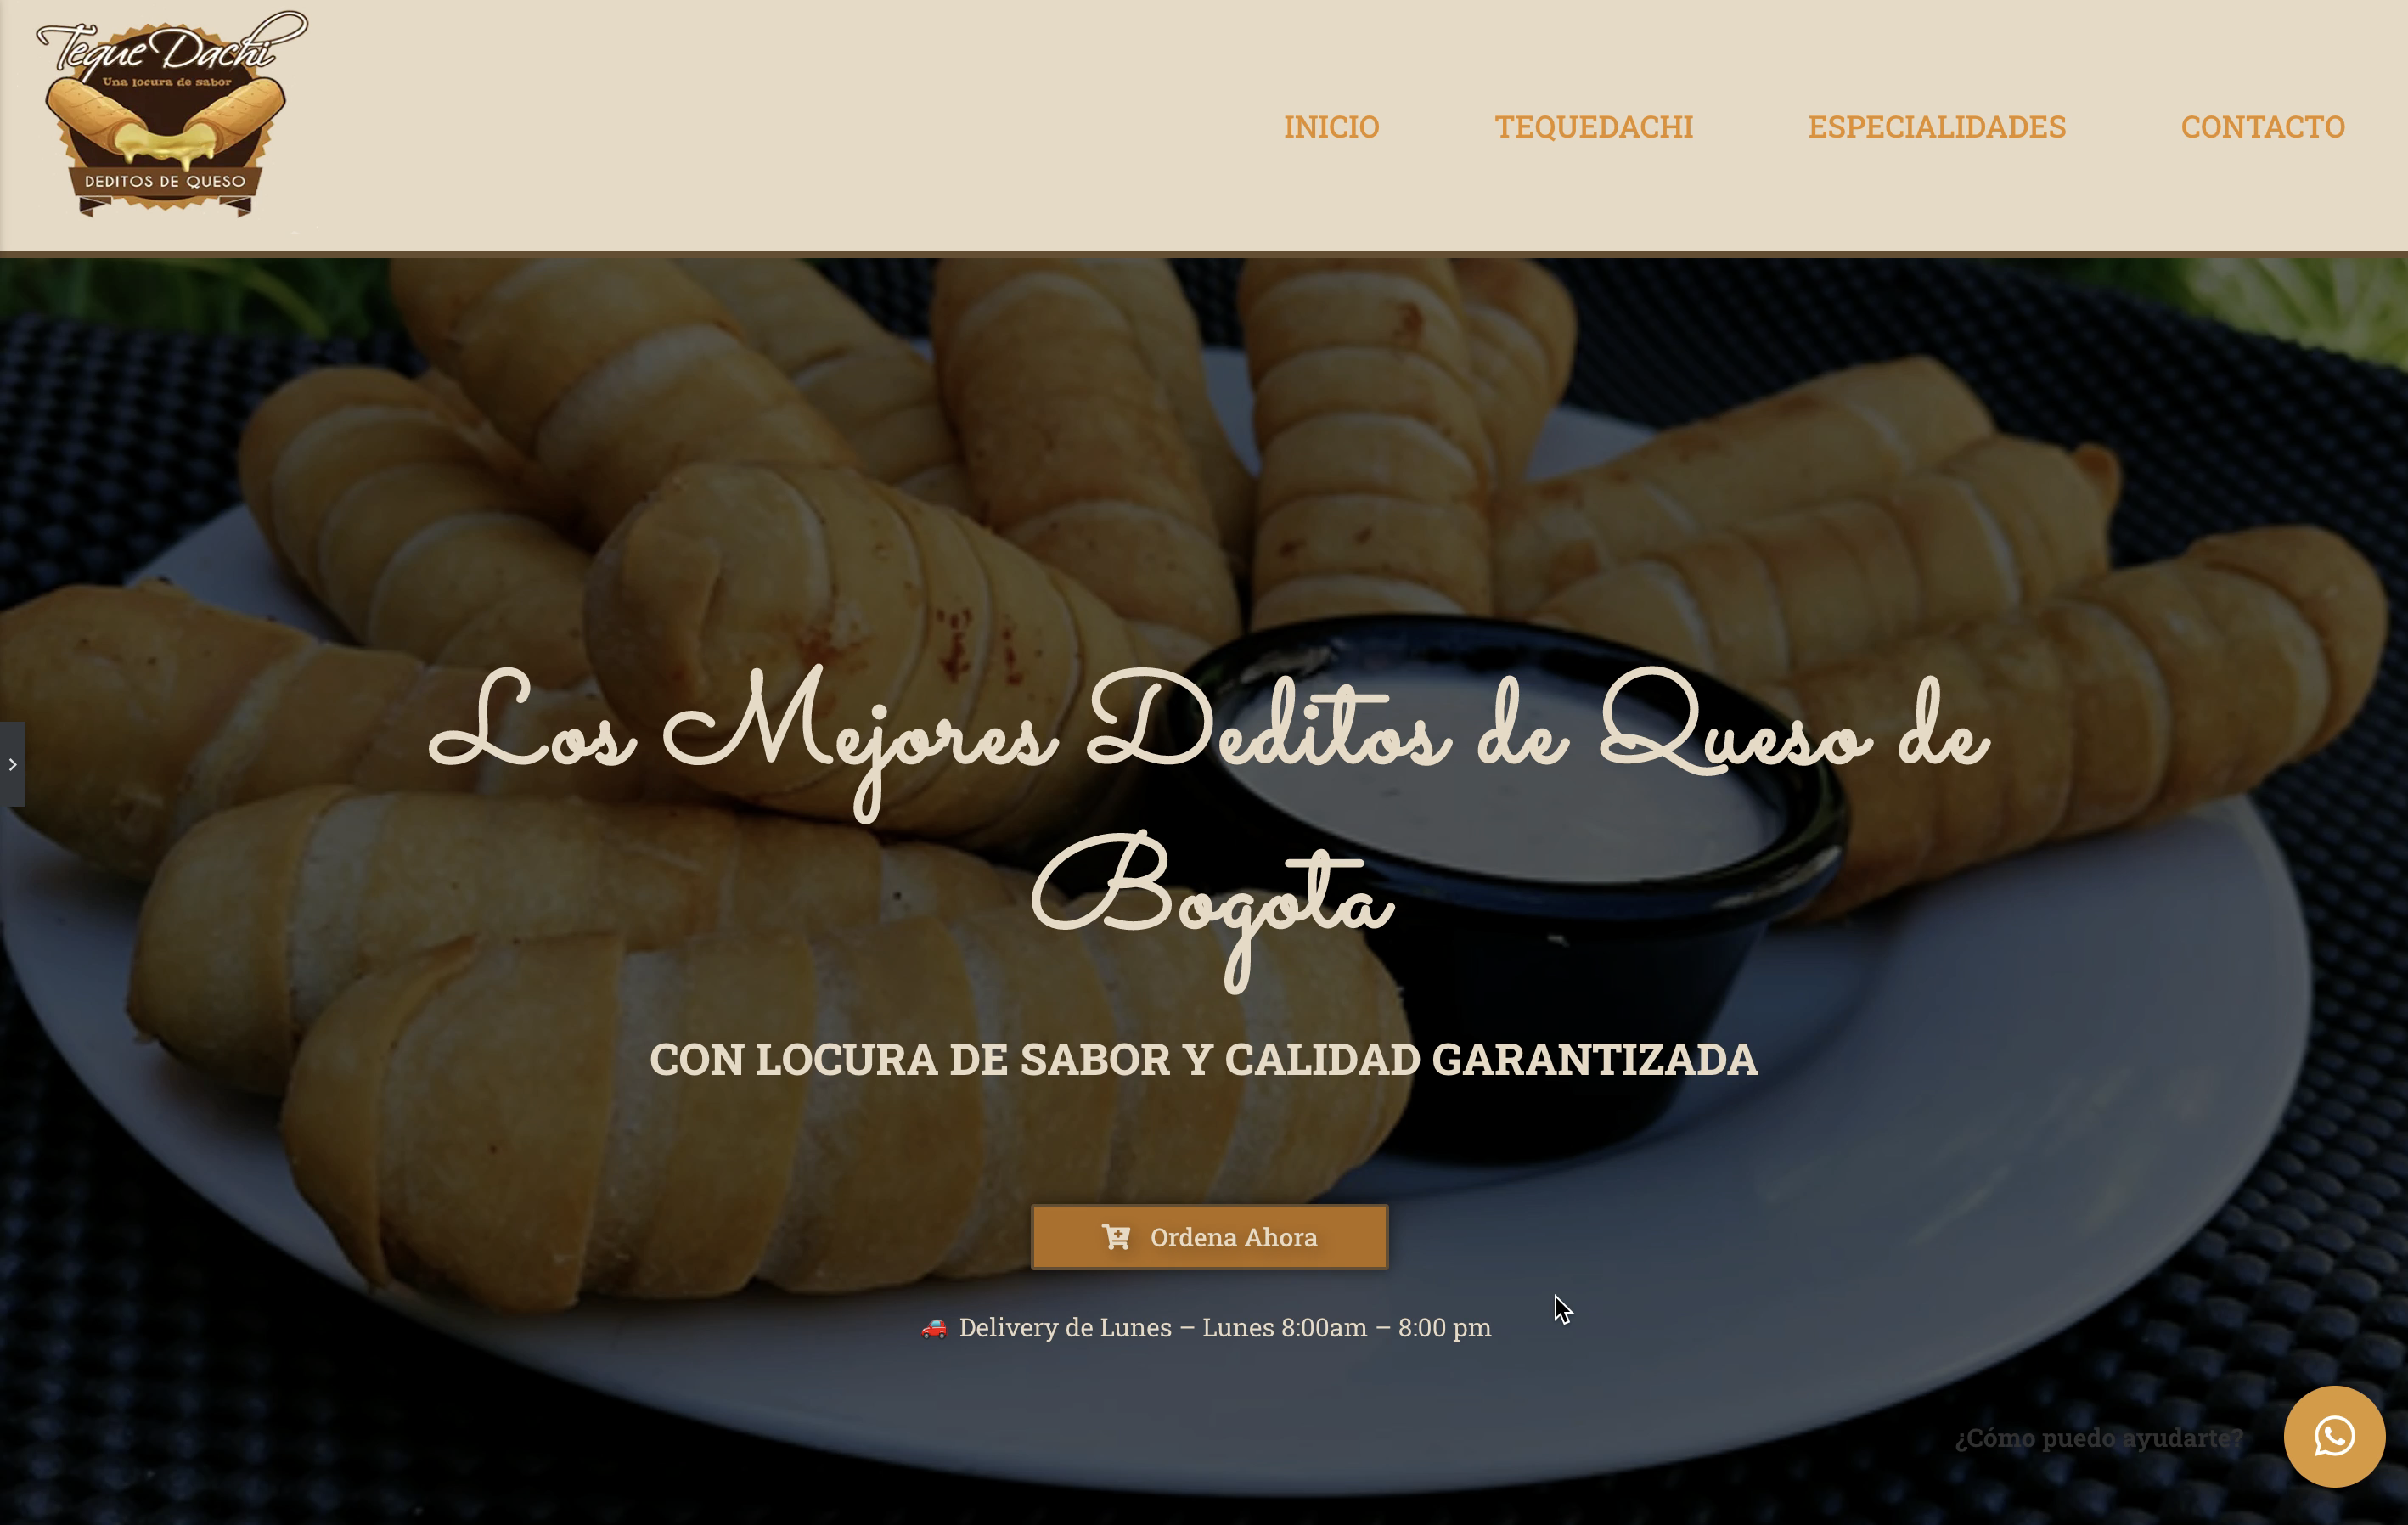 Teque Dachi
Una locura de sabor
DEDITOS DE QUESO
INICIO TEQUEDACHI ESPECIALIDADES CONTACTO
Los Mejores Deditos de Queso de
Bogota
CON LOCURA DE SABOR Y CALIDAD GARANTIZADA
Ordena Ahora
🚗 Delivery de Lunes – Lunes 8:00am – 8:00 pm
¿Cómo puedo ayudarte?